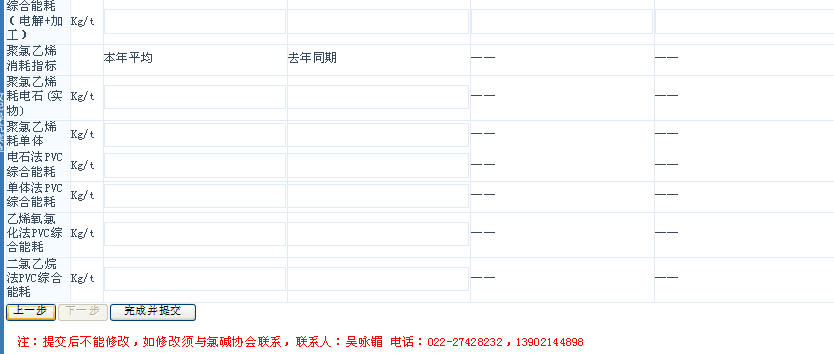 综合能耗
（电解+加 Kg/t
工）
聚氯乙烯
消耗指标 本年平均 去年同期 —— ——
聚氯乙烯
耗电石(实 Kg/t —— ——
物)
聚氯乙烯
耗单体 Kg/t —— ——
电石法PVC
综合能耗 Kg/t —— ——
单体法PVC
综合能耗 Kg/t —— ——
乙烯氧氯
化法PVC综 Kg/t —— ——
合能耗
二氯乙烷
法PVC综合 Kg/t —— ——
能耗
上一步 下一步 完成并提交
注：提交后不能修改，如修改须与氯碱协会联系，联系人：吴咏镅 电话：022-27428232，13902144898